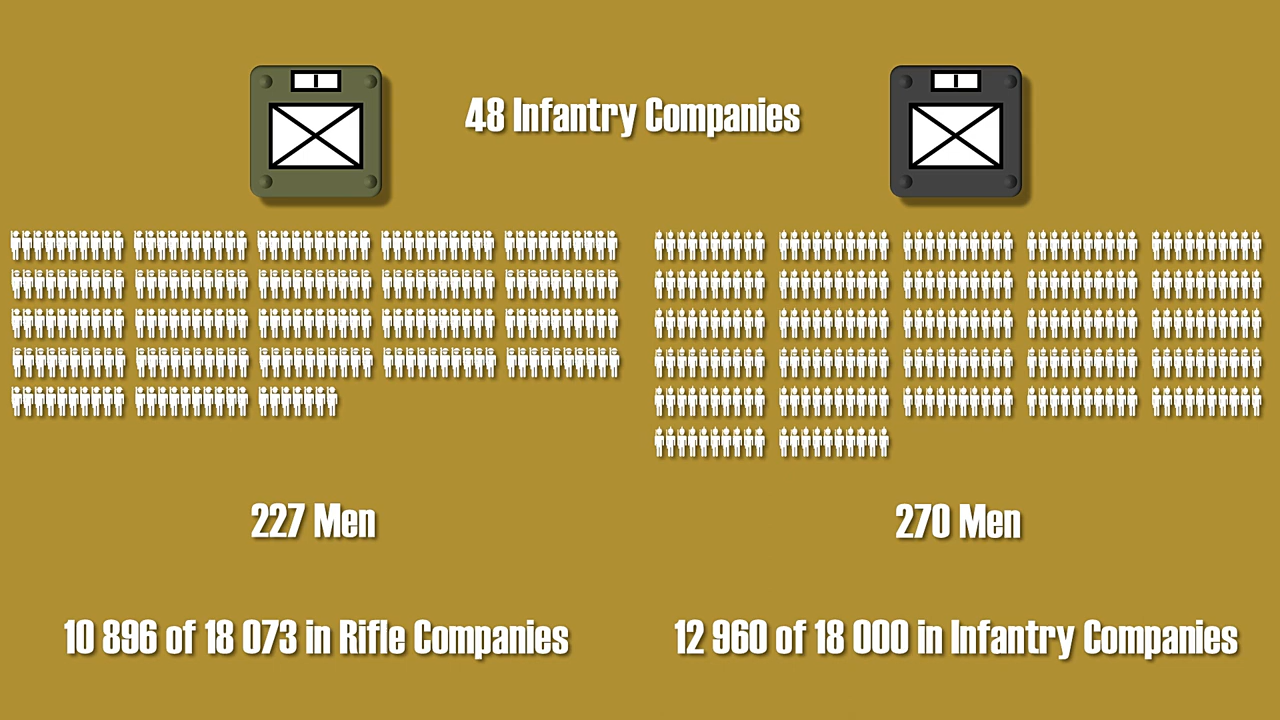 48 Infantry Companies
227 Men
270 Men
10 896 of 18 073 in Rifle Companies
12 960 of 18 000 in Infantry Companies